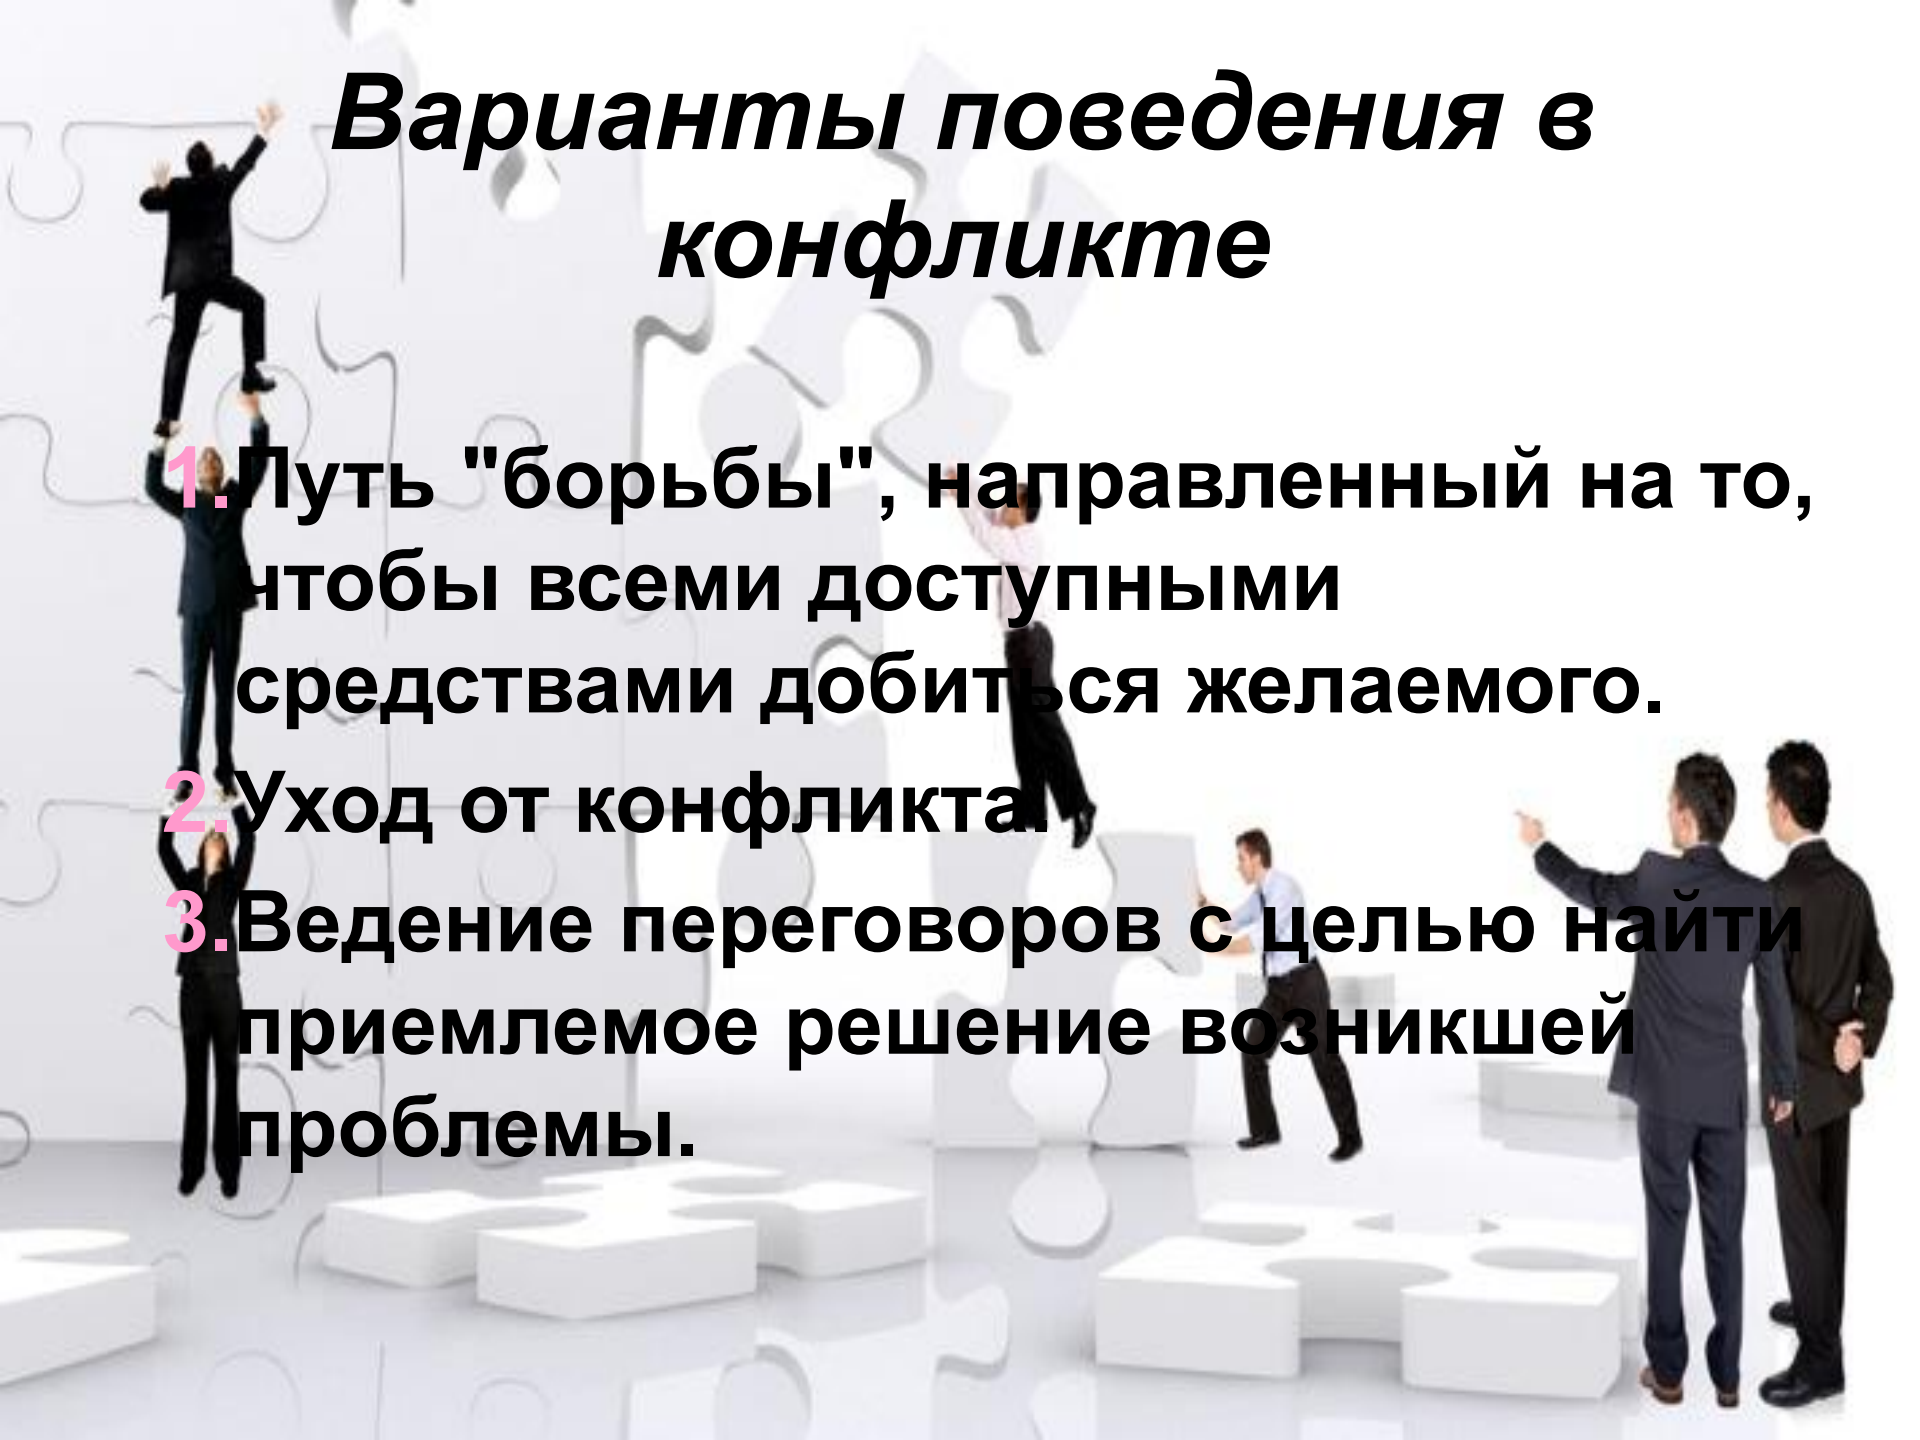 Варианты поведения в
конфликте
1.Путь "борьбы", направленный на то,
чтобы всеми доступными
средствами добиться желаемого.
2.Уход от конфликта.
3.Ведение переговоров с целью найти
приемлемое решение возникшей
проблемы.